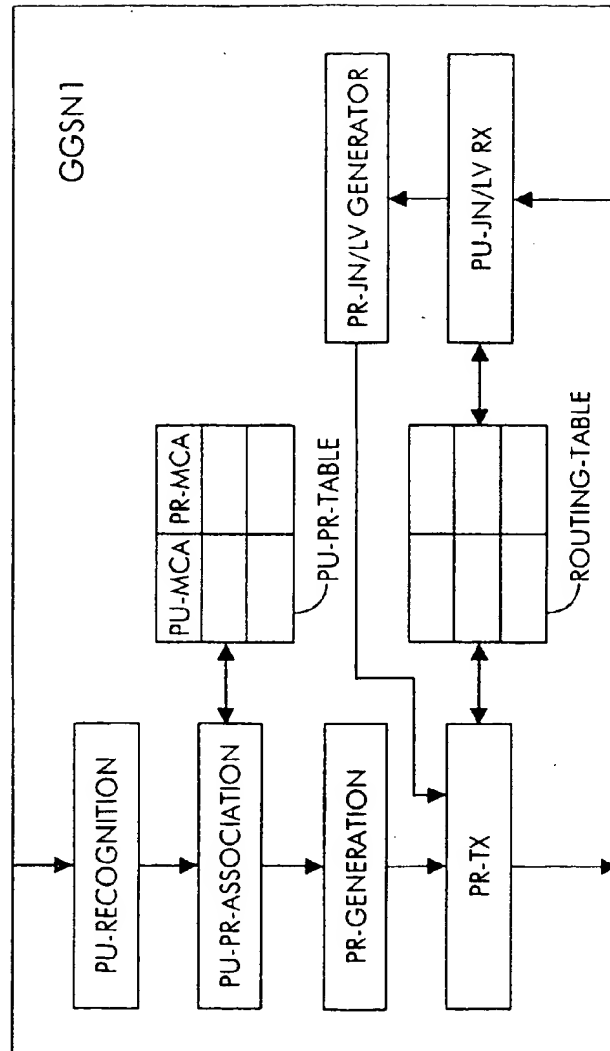 GGSN1
PU-RECOGNITION
PU-PR-ASSOCIATION
PU-MCA
PR-MCA
PU-PR-TABLE
PR-GENERATION
PR-JN/LV GENERATOR
PR-TX
ROUTING-TABLE
PU-JN/LV RX